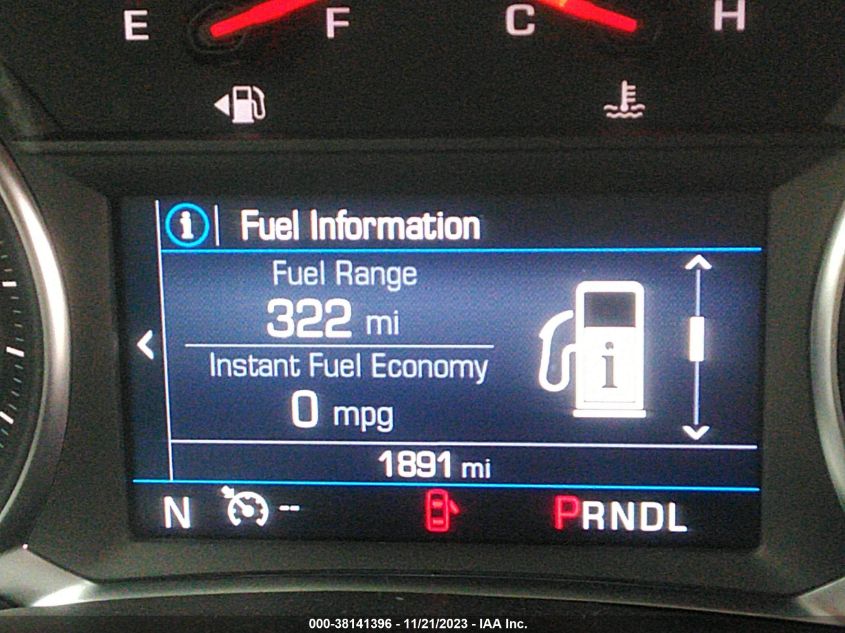 E F C H
Fuel Information
Fuel Range
322 mi
Instant Fuel Economy
0 mpg
1891 mi
N -- PRNDL
000-38141396 - 11/21/2023 - IAA Inc.